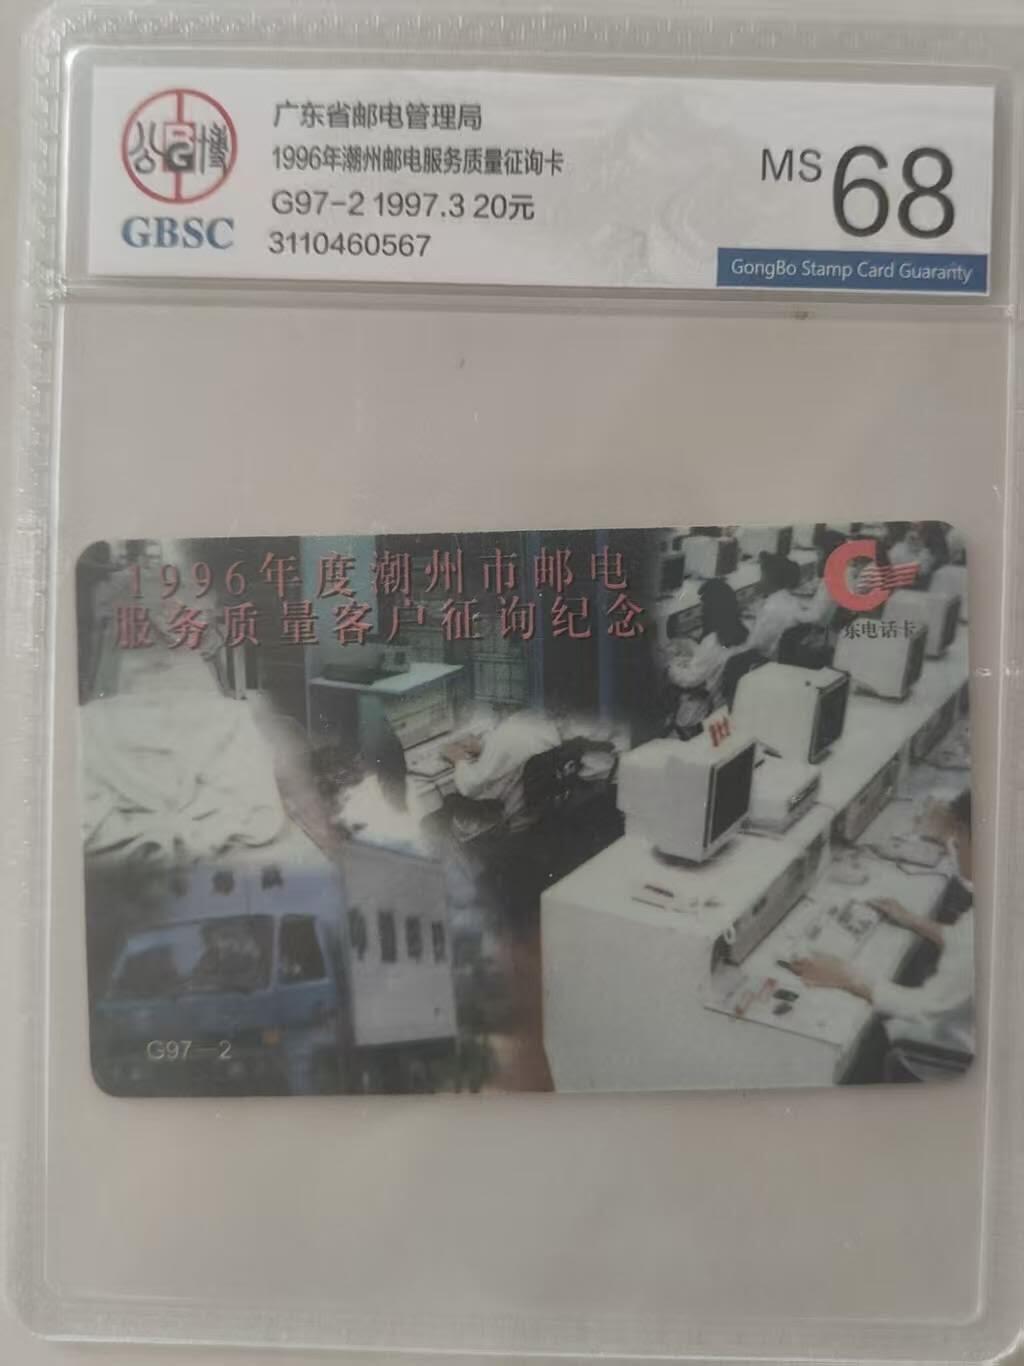 公博
BG
GBSC
广东省邮电管理局
1996年潮州邮电服务质量征询卡
G97-2 1997.3 20元
3110460567
MS 68
GongBo Stamp Card Guaranty
1996年度潮州市邮电
服务质量客户征询纪念
东电话卡
G97-2